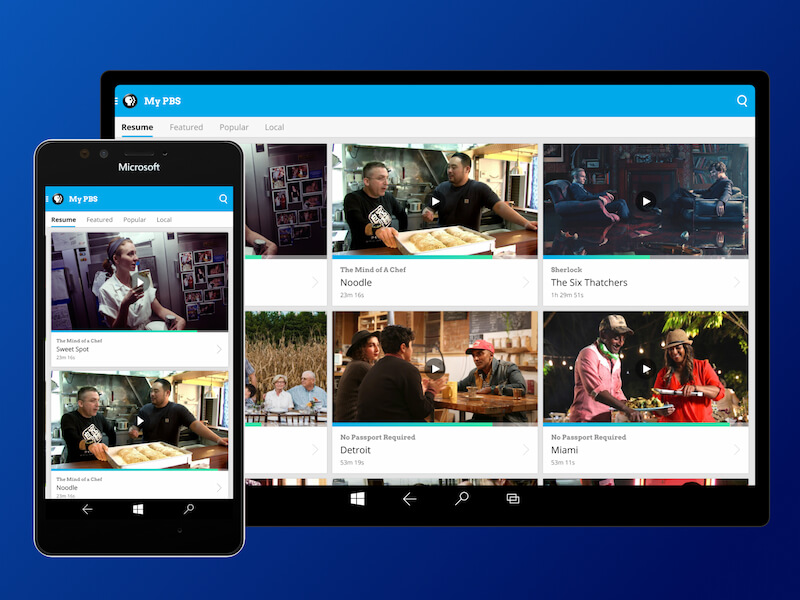 My PBS
Resume Featured Popular Local
The Mind of A Chef
Noodle
23m 16s
Sherlock
The Six Thatchers
1h 29m 51s
No Passport Required
Detroit
53m 19s
No Passport Required
Miami
53m 11s
Microsoft
My PBS
Resume Featured Popular Local
The Mind of a Chef
Sweet Spot
23m 16s
The Mind of a Chef
Noodle
23m 16s